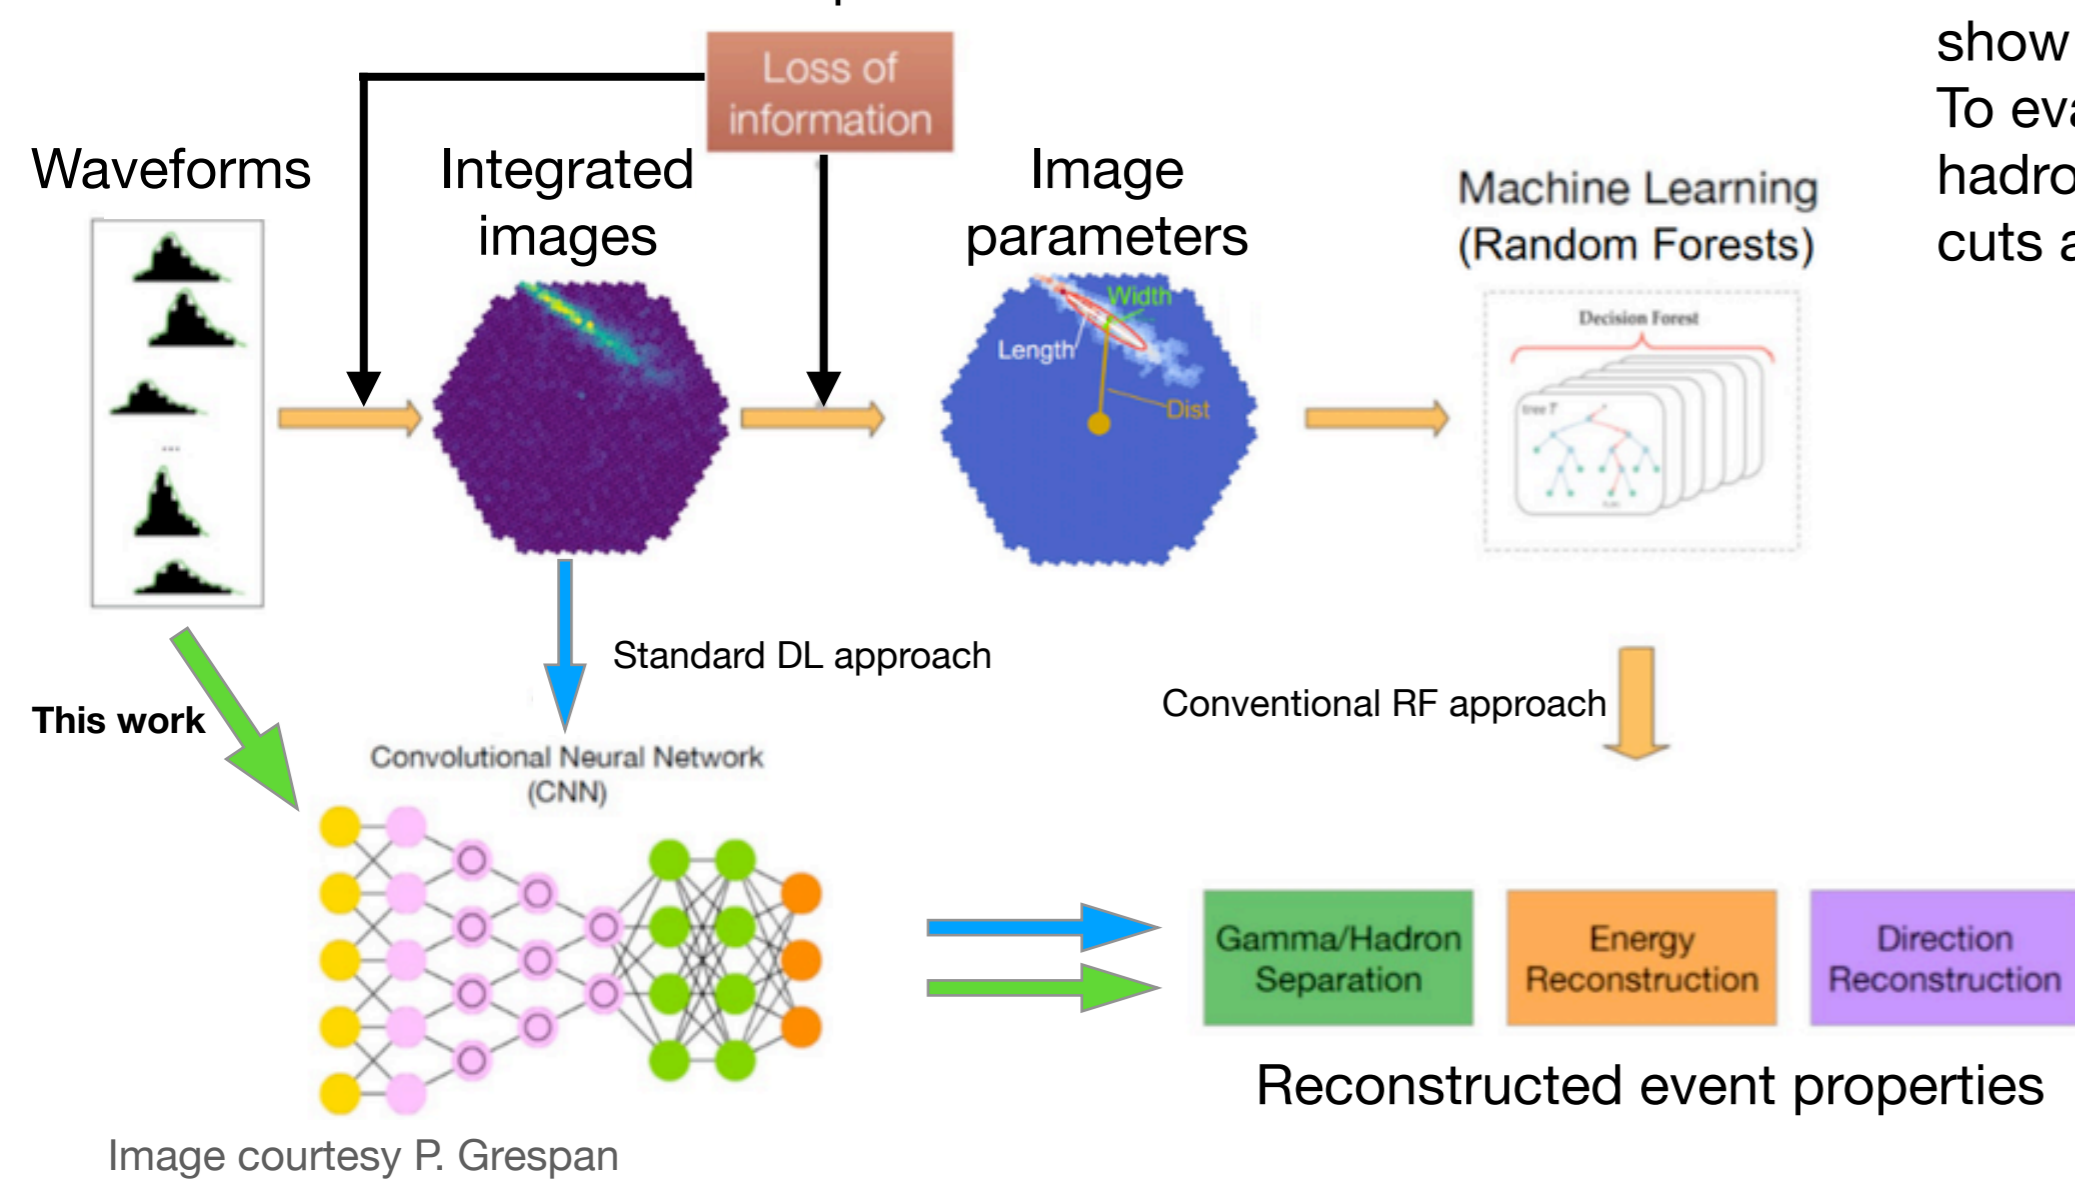 Loss of
information
Waveforms
Integrated
images
Image
parameters
Machine Learning
(Random Forests)
show
To eva
hadro
cuts a
Width
Length
Dist
Decision Forest
tree T
...
Standard DL approach
This work
Conventional RF approach
Convolutional Neural Network
(CNN)
Gamma/Hadron
Separation
Energy
Reconstruction
Direction
Reconstruction
Reconstructed event properties
Image courtesy P. Grespan